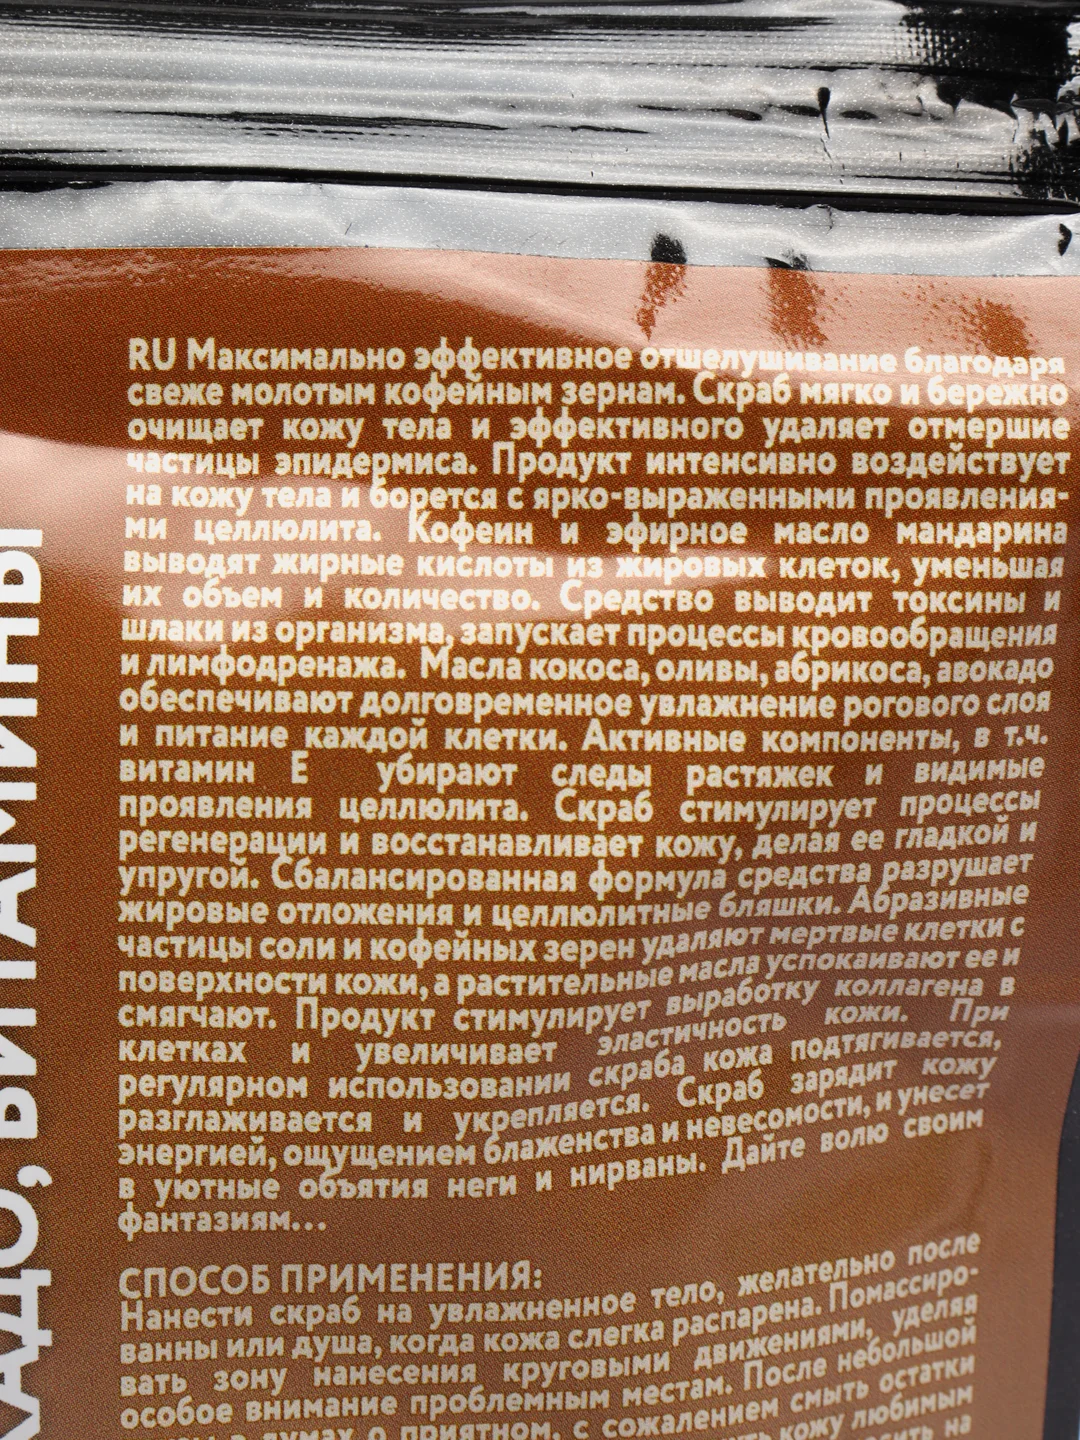 RU Максимально эффективное отшелушивание благодаря
свеже молотым кофейным зернам. Скраб мягко и бережно
очищает кожу тела и эффективного удаляет отмершие
частицы эпидермиса. Продукт интенсивно воздействует
на кожу тела и борется с ярко-выраженными проявления-
ми целлюлита. Кофеин и эфирное масло мандарина
выводят жирные кислоты из жировых клеток, уменьшая
их объем и количество. Средство выводит токсины и
шлаки из организма, запускает процессы кровообращения
и лимфодренажа. Масла кокоса, оливы, абрикоса, авокадо
обеспечивают долговременное увлажнение рогового слоя
и питание каждой клетки. Активные компоненты, в т.ч.
витамин Е убирают следы растяжек и видимые
проявления целлюлита. Скраб стимулирует процессы
регенерации и восстанавливает кожу, делая ее гладкой и
упругой. Сбалансированная формула средства разрушает
жировые отложения и целлюлитные бляшки. Абразивные
частицы соли и кофейных зерен удаляют мертвые клетки с
поверхности кожи, а растительные масла успокаивают ее и
смягчают. Продукт стимулирует выработку коллагена в
клетках и увеличивает эластичность кожи. При
регулярном использовании скраба кожа подтягивается,
разглаживается и укрепляется. Скраб зарядит кожу
энергией, ощущением блаженства и невесомости, и унесет
в уютные объятия неги и нирваны. Дайте волю своим
фантазиям...
СПОСОБ ПРИМЕНЕНИЯ:
Нанести скраб на увлажненное тело, желательно после
ванны или душа, когда кожа слегка распарена. Помассиро-
вать зону нанесения круговыми движениями, уделяя
особое внимание проблемным местам. После небольшой
в думах о приятном, с сожалением смыть остатки
кожу любимым
на
ВИТАМИНЫ